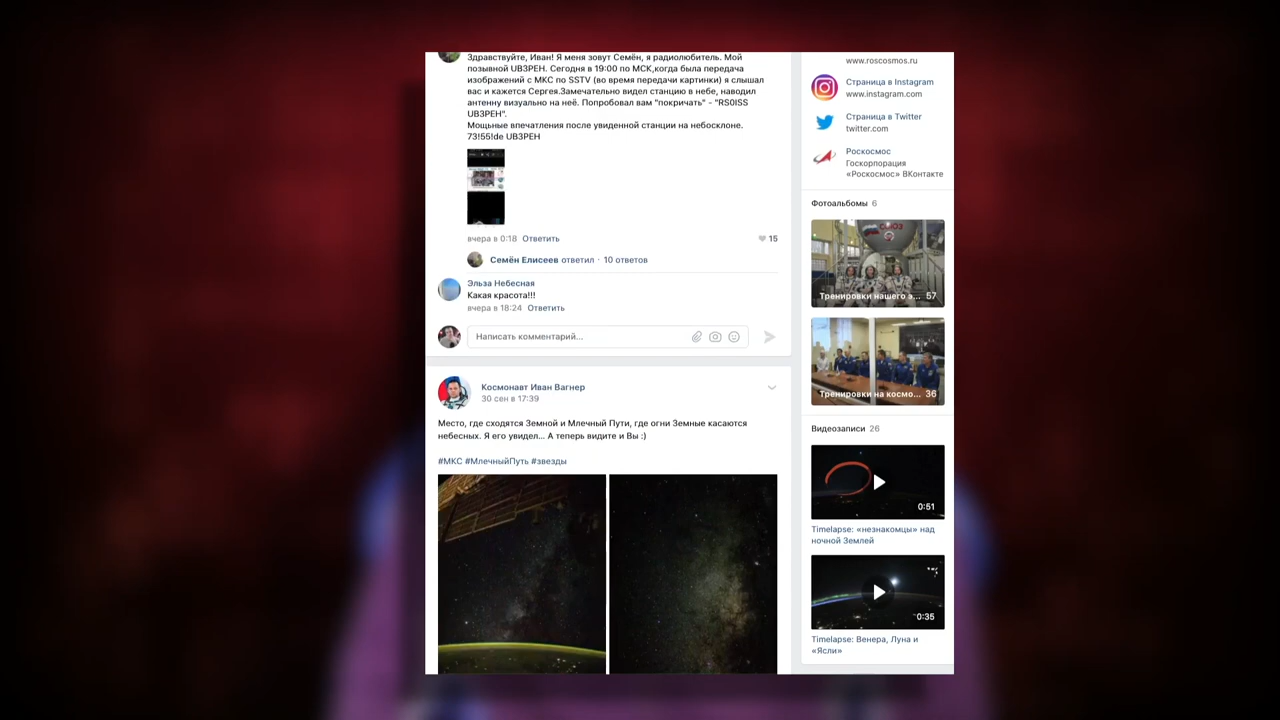 Здравствуйте, Иван! Я меня зовут Семён, я радиолюбитель. Мой
позывной UB3PEH. Сегодня в 19:00 по МСК,когда была передача
изображений с МКС по SSTV (во время передачи картинки) я слышал
вас и кажется Сергея.Замечательно видел станцию в небе, наводил
антенну визуально на неё. Попробовал вам "покричать" - "RS0ISS
UB3PEH".
Мощьные впечатления после увиденной станции на небосклоне.
73!55!de UB3PEH
вчера в 0:18 Ответить
15
Семён Елисеев ответил · 10 ответов
Эльза Небесная
Какая красота!!!
вчера в 18:24 Ответить
Написать комментарий...
Космонавт Иван Вагнер
30 сен в 17:39
Место, где сходятся Земной и Млечный Пути, где огни Земные касаются
небесных. Я его увидел... А теперь видите и Вы :)
#МКС #МлечныйПуть #звезды
www.roscosmos.ru
Страница в Instagram
www.instagram.com
Страница в Twitter
twitter.com
Роскосмос
Госкорпорация
«Роскосмос» ВКонтакте
Фотоальбомы 6
СОЮЗ
Тренировки нашего э... 57
Тренировки на космо... 36
Видеозаписи 26
0:51
Timelapse: «незнакомцы» над
ночной Землей
0:35
Timelapse: Венера, Луна и
«Ясли»